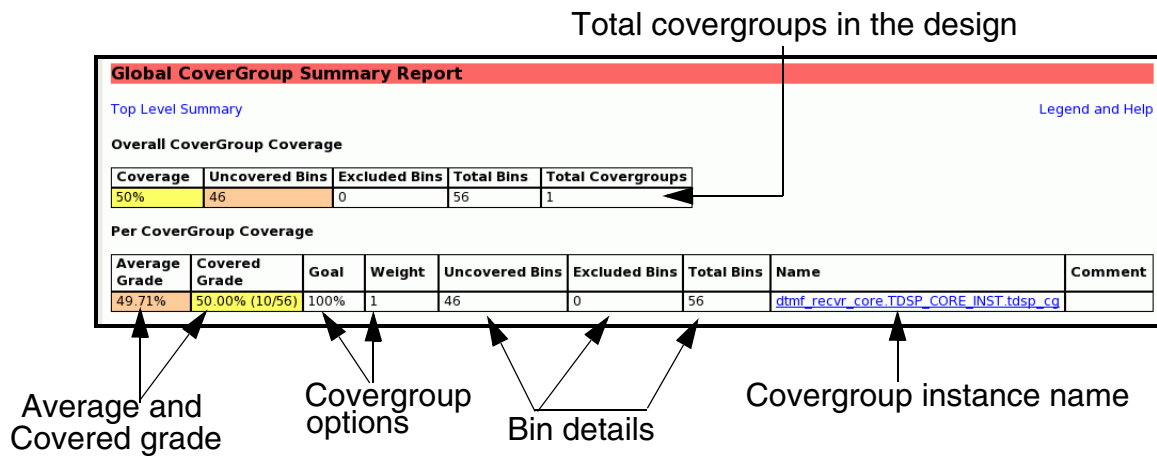 Total covergroups in the design
Global CoverGroup Summary Report
Top Level Summary Legend and Help
Overall CoverGroup Coverage
Coverage Uncovered Bins Excluded Bins Total Bins Total Covergroups
50% 46 0 56 1
Per CoverGroup Coverage
Average Grade Covered Grade Goal Weight Uncovered Bins Excluded Bins Total Bins Name Comment
49.71% 50.00% (10/56) 100% 1 46 0 56 dtmf_recvr_core.TDSP_CORE_INST.tdsp_cg
Average and
Covered grade
Covergroup
options
Bin details
Covergroup instance name